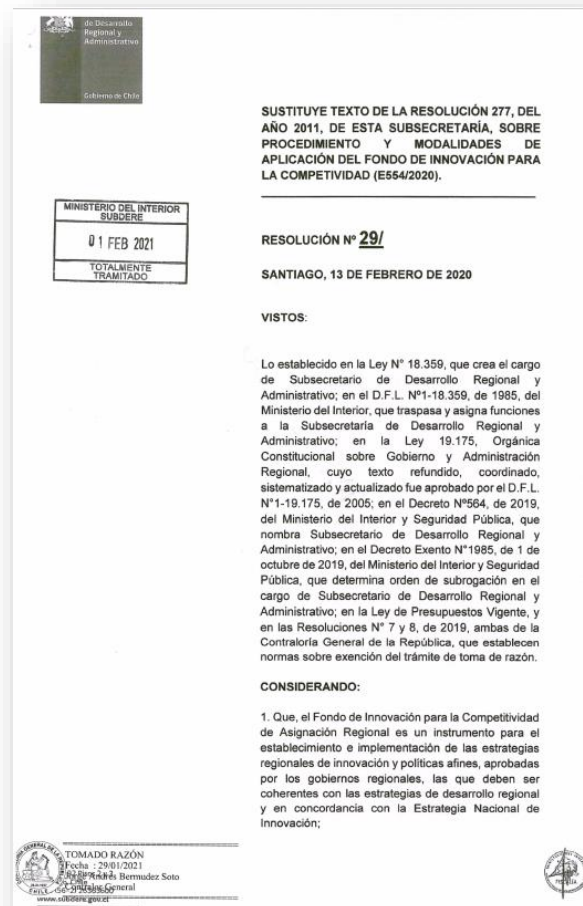 de Desarrollo
Regional y
Administrativo
Gobierno de Chile
SUSTITUYE TEXTO DE LA RESOLUCIÓN 277, DEL
AÑO 2011, DE ESTA SUBSECRETARÍA, SOBRE
PROCEDIMIENTO Y MODALIDADES DE
APLICACIÓN DEL FONDO DE INNOVACIÓN PARA
LA COMPETIVIDAD (E554/2020).
MINISTERIO DEL INTERIOR
SUBDERE
01 FEB 2021
TOTALMENTE
TRAMITADO
RESOLUCIÓN Nº 29/
SANTIAGO, 13 DE FEBRERO DE 2020
VISTOS:
Lo establecido en la Ley N° 18.359, que crea el cargo
de Subsecretario de Desarrollo Regional y
Administrativo; en el D.F.L. Nº1-18.359, de 1985, del
Ministerio del Interior, que traspasa y asigna funciones
a la Subsecretaría de Desarrollo Regional y
Administrativo; en la Ley 19.175, Orgánica
Constitucional sobre Gobierno y Administración
Regional, cuyo texto refundido, coordinado,
sistematizado y actualizado fue aprobado por el D.F.L.
N°1-19.175, de 2005; en el Decreto Nº564, de 2019,
del Ministerio del Interior y Seguridad Pública, que
nombra Subsecretario de Desarrollo Regional y
Administrativo; en el Decreto Exento N°1985, de 1 de
octubre de 2019, del Ministerio del Interior y Seguridad
Pública, que determina orden de subrogación en el
cargo de Subsecretario de Desarrollo Regional y
Administrativo; en la Ley de Presupuestos Vigente, y
en las Resoluciones N° 7 y 8, de 2019, ambas de la
Contraloría General de la República, que establecen
normas sobre exención del trámite de toma de razón.
CONSIDERANDO:
1. Que, el Fondo de Innovación para la Competitividad
de Asignación Regional es un instrumento para el
establecimiento e implementación de las estrategias
regionales de innovación y políticas afines, aprobadas
por los gobiernos regionales, las que deben ser
coherentes con las estrategias de desarrollo regional
y en concordancia con la Estrategia Nacional de
Innovación;
TOMADO RAZÓN
Fecha : 29/01/2021
Jorge Andrés Bermudez Soto
Contralor General
www.subdere.gov.cl